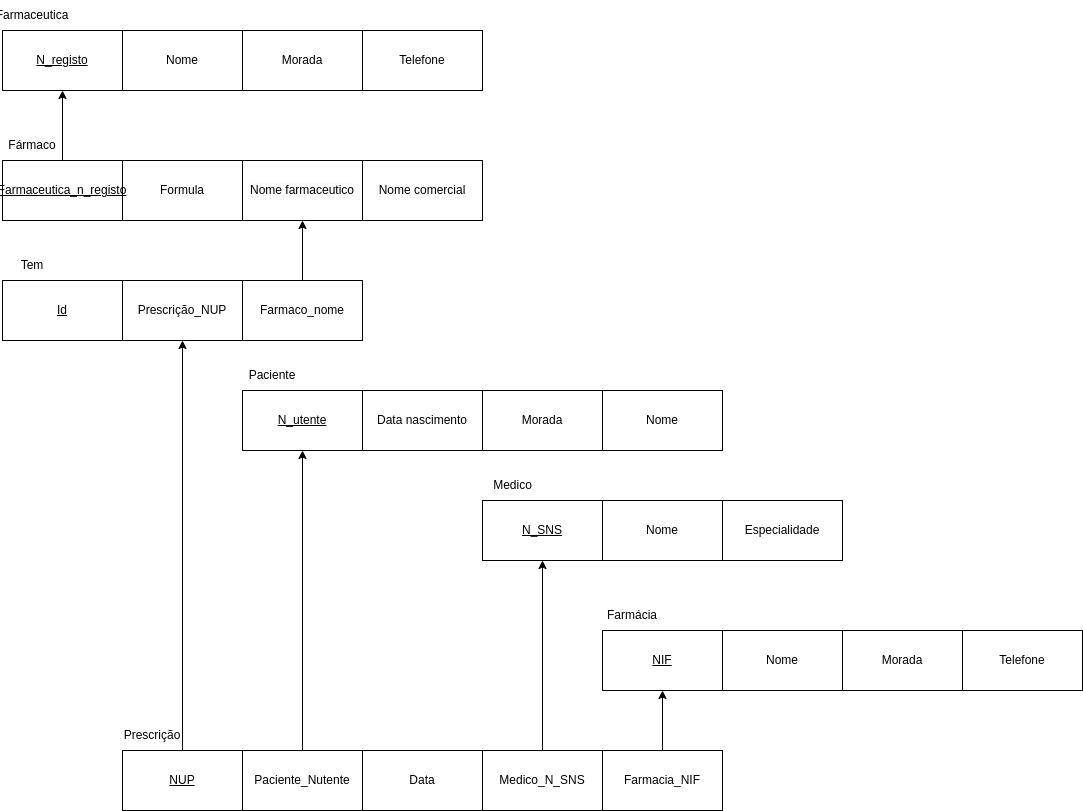 Farmaceutica
N_registo Nome Morada Telefone
Fármaco
Farmaceutica_n_registo Formula Nome farmaceutico Nome comercial
Tem
Id Prescrição_NUP Farmaco_nome
Paciente
N_utente Data nascimento Morada Nome
Medico
N_SNS Nome Especialidade
Farmácia
NIF Nome Morada Telefone
Prescrição
NUP Paciente_Nutente Data Medico_N_SNS Farmacia_NIF